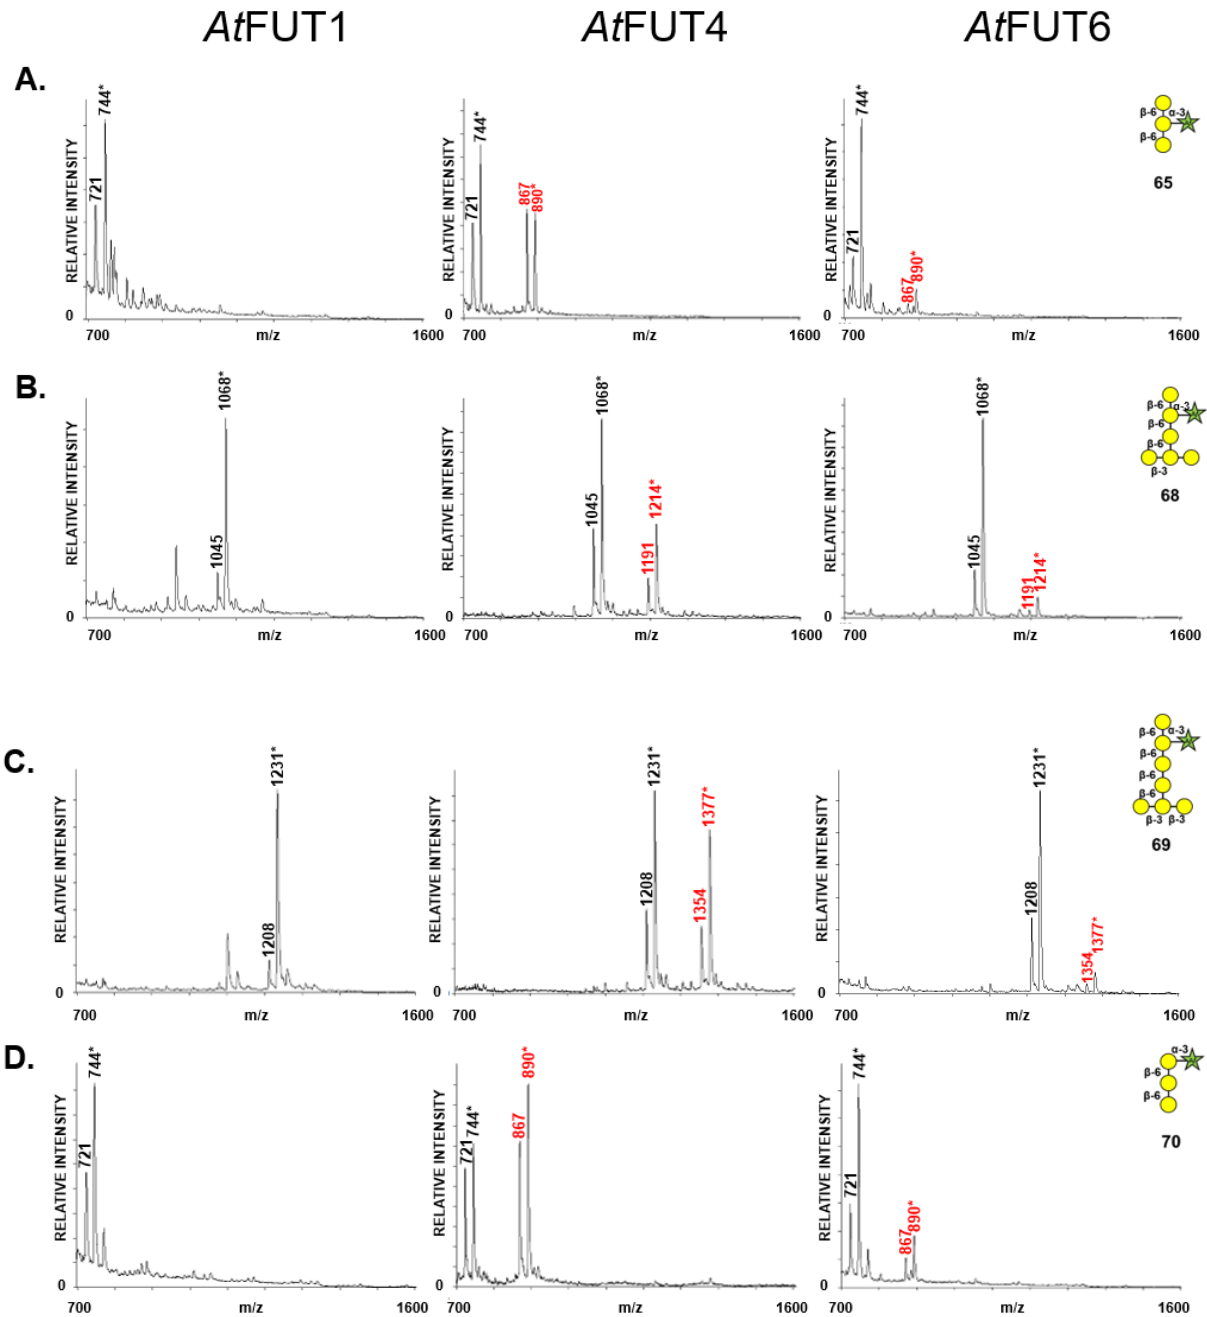 AtFUT1 AtFUT4 AtFUT6
A.
RELATIVE INTENSITY
721
744*
0
700 m/z 1600
RELATIVE INTENSITY
721
744*
867
890*
0
700 m/z 1600
RELATIVE INTENSITY
721
744*
867
890*
0
700 m/z 1600
β-6 α-3
β-6
65
B.
RELATIVE INTENSITY
1045
1068*
0
700 m/z 1600
RELATIVE INTENSITY
1045
1068*
1191
1214*
0
700 m/z 1600
RELATIVE INTENSITY
1045
1068*
1191
1214*
0
700 m/z 1600
β-6 α-3
β-6
β-6
β-3
68
C.
RELATIVE INTENSITY
1208
1231*
0
700 m/z 1600
RELATIVE INTENSITY
1208
1231*
1354
1377*
0
700 m/z 1600
RELATIVE INTENSITY
1208
1231*
1354
1377*
0
700 m/z 1600
β-6 α-3
β-6
β-6
β-6
β-3 β-3
69
D.
RELATIVE INTENSITY
721
744*
0
700 m/z 1600
RELATIVE INTENSITY
721
744*
867
890*
0
700 m/z 1600
RELATIVE INTENSITY
721
744*
867
890*
0
700 m/z 1600
α-3
β-6
β-6
70